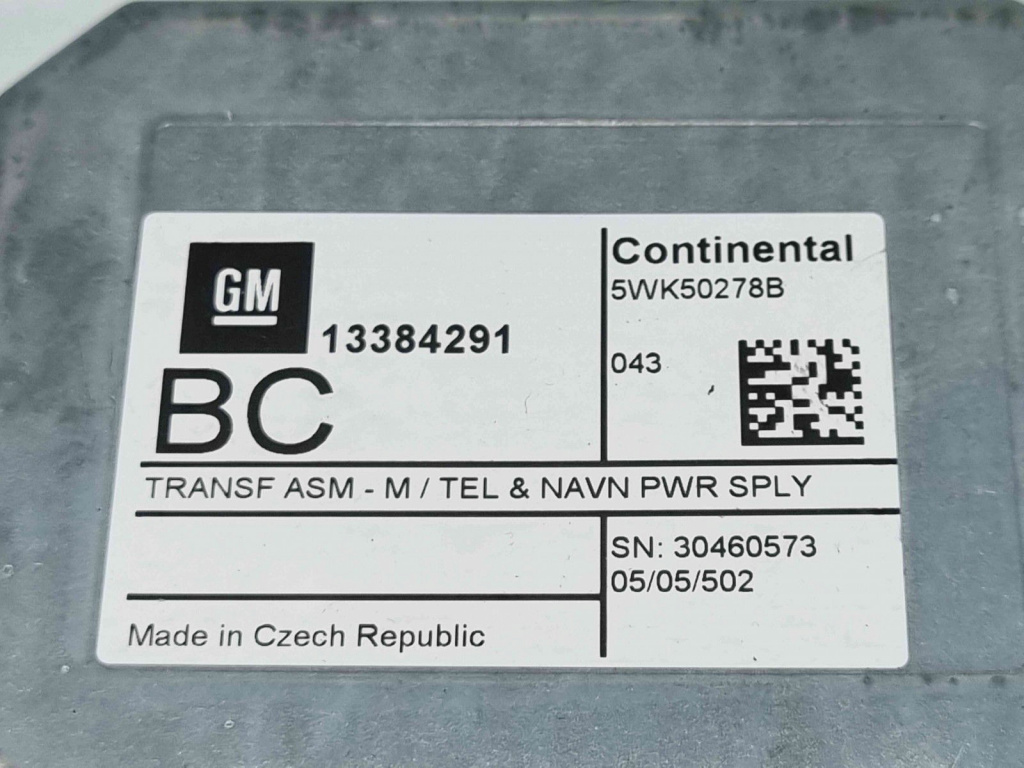 GM
13384291
BC
Continental
5WK50278B
043
TRANSF ASM - M / TEL & NAVN PWR SPLY
SN: 30460573
05/05/502
Made in Czech Republic